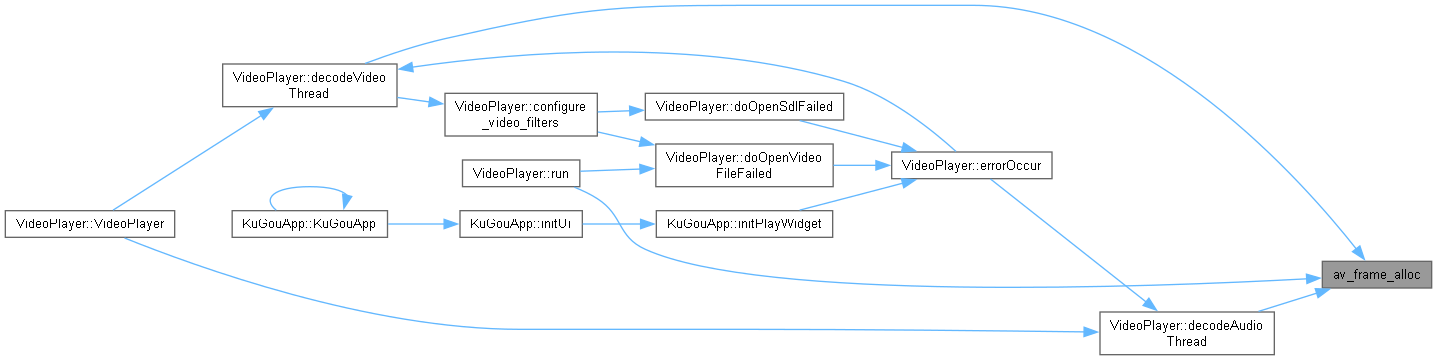 VideoPlayer::decodeVideo
Thread
VideoPlayer::configure
_video_filters
VideoPlayer::doOpenSdlFailed
VideoPlayer::doOpenVideo
FileFailed
VideoPlayer::errorOccur
VideoPlayer::run
VideoPlayer::VideoPlayer
KuGouApp::KuGouApp
KuGouApp::initUi
KuGouApp::initPlayWidget
av_frame_alloc
VideoPlayer::decodeAudio
Thread